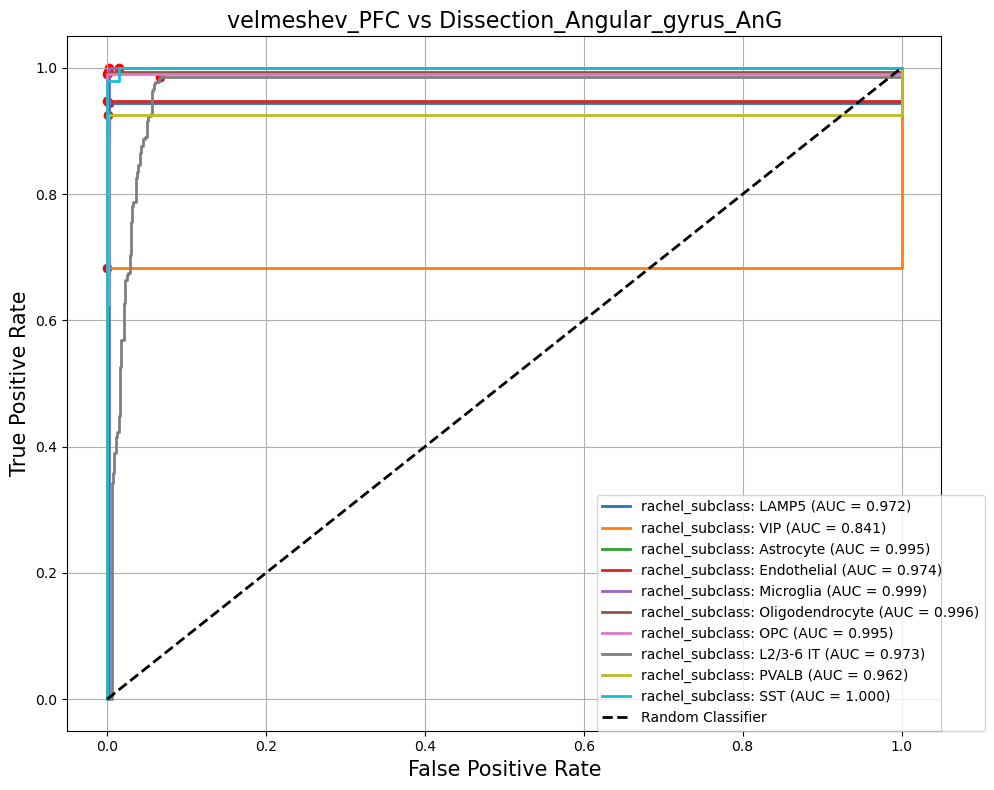 velmeshev_PFC vs Dissection_Angular_gyrus_AnG
True Positive Rate
1.0
0.8
0.6
0.4
0.2
0.0
0.0
0.2
0.4
0.6
0.8
1.0
False Positive Rate
rachel_subclass: LAMP5 (AUC = 0.972)
rachel_subclass: VIP (AUC = 0.841)
rachel_subclass: Astrocyte (AUC = 0.995)
rachel_subclass: Endothelial (AUC = 0.974)
rachel_subclass: Microglia (AUC = 0.999)
rachel_subclass: Oligodendrocyte (AUC = 0.996)
rachel_subclass: OPC (AUC = 0.995)
rachel_subclass: L2/3-6 IT (AUC = 0.973)
rachel_subclass: PVALB (AUC = 0.962)
rachel_subclass: SST (AUC = 1.000)
Random Classifier